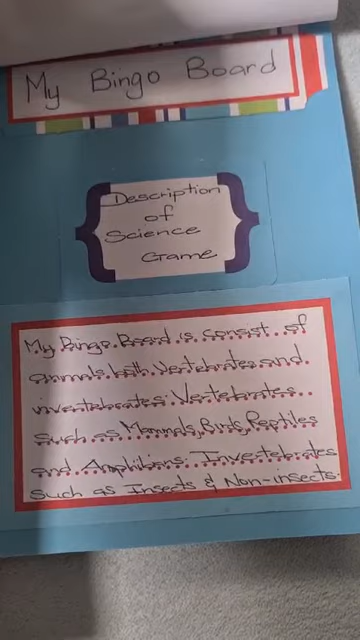 My Bingo Board
Description
of
Science
Game
My Bingo Board is consist of
animals both Vertebrates and
invertebrates. Vertebrates
such as Mammals, Birds, Reptiles
and Amphibians. Invertebrates
such as Insects & Non-insects.